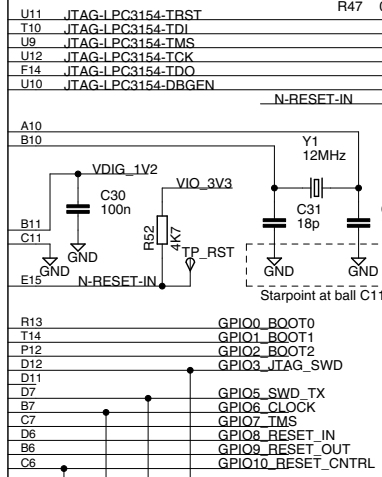 R47
U11 JTAG-LPC3154-TRST
T10 JTAG-LPC3154-TDI
U9 JTAG-LPC3154-TMS
U12 JTAG-LPC3154-TCK
F14 JTAG-LPC3154-TDO
U10 JTAG-LPC3154-DBGEN
N-RESET-IN
A10
B10
Y1
12MHz
VDIG_1V2
VIO_3V3
C30
100n
C31
18p
B11
C11
R52
4K7
TP_RST
GND
GND
GND
GND
E15 N-RESET-IN
Starpoint at ball C11
R13 GPIO0_BOOT0
T14 GPIO1_BOOT1
P12 GPIO2_BOOT2
D12 GPIO3_JTAG_SWD
D11
D7 GPIO5_SWD_TX
B7 GPIO6_CLOCK
C7 GPIO7_TMS
D6 GPIO8_RESET_IN
B6 GPIO9_RESET_OUT
C6 GPIO10_RESET_CNTRL